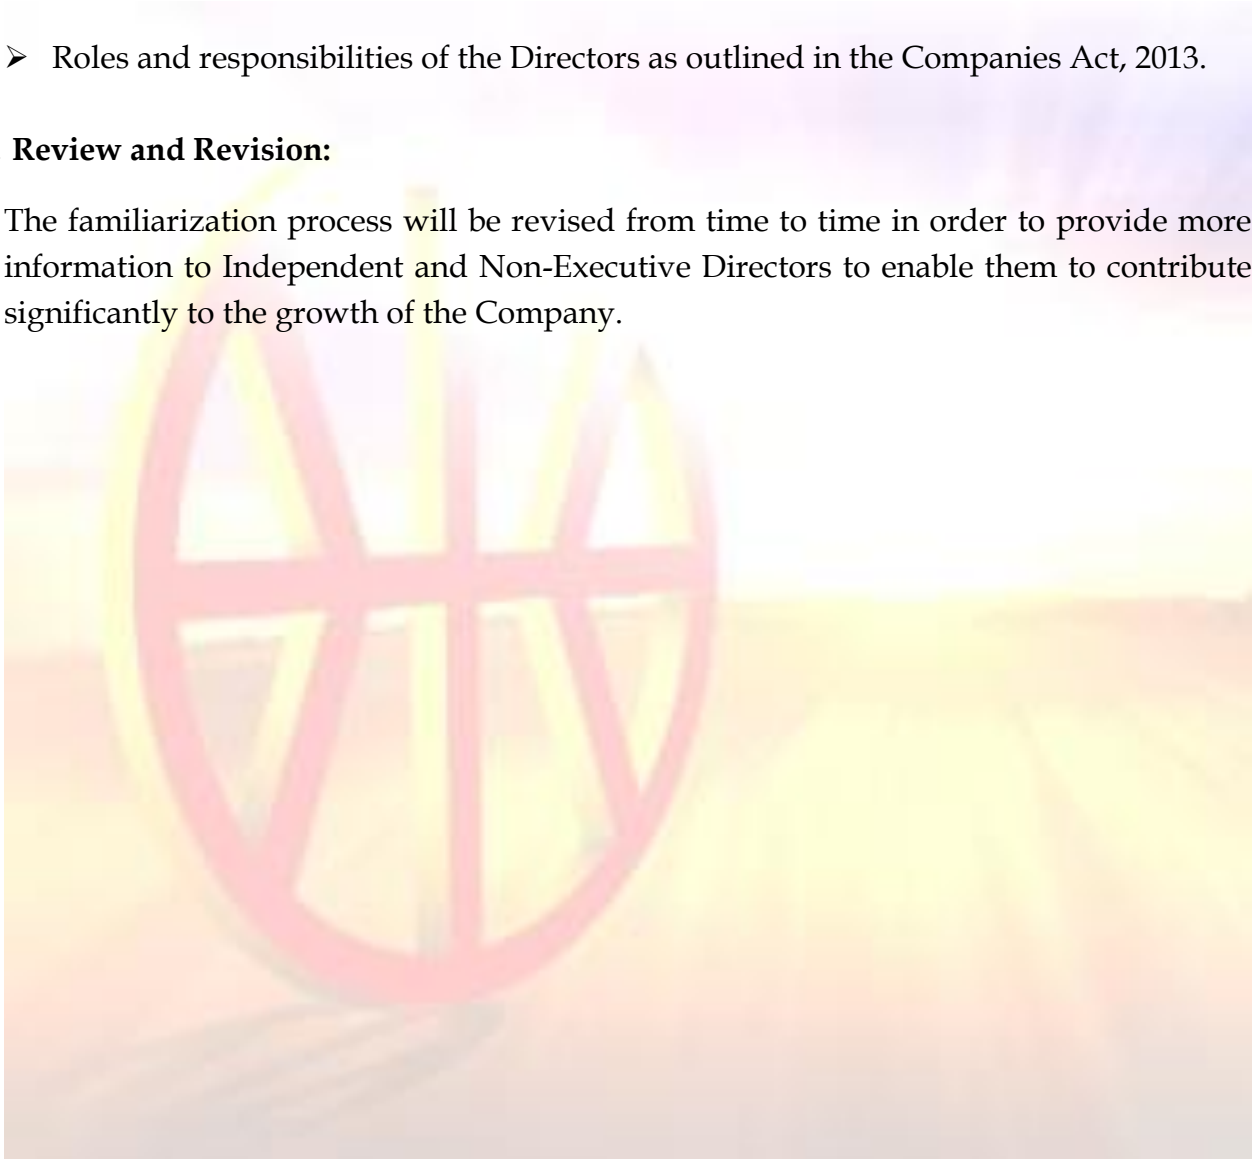 ➢ Roles and responsibilities of the Directors as outlined in the Companies Act, 2013.
Review and Revision:
The familiarization process will be revised from time to time in order to provide more
information to Independent and Non-Executive Directors to enable them to contribute
significantly to the growth of the Company.